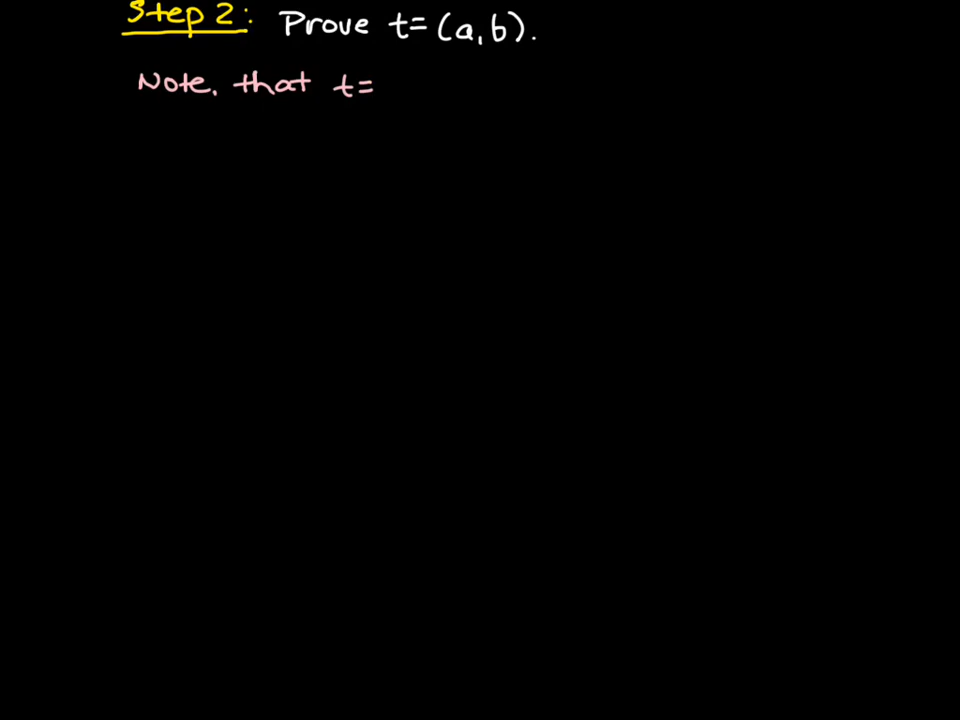 Step 2: Prove t=(a,b).
Note, that t=